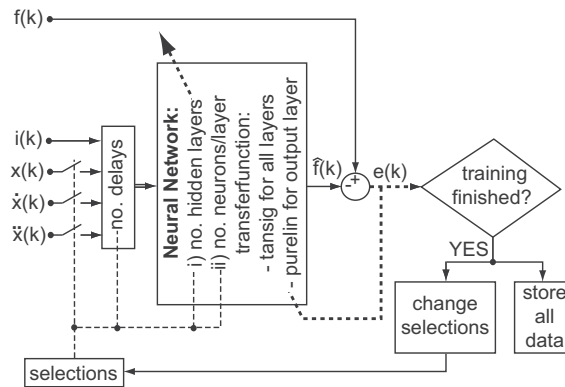 f(k)
i(k)
x(k)
ẋ(k)
ẍ(k)
no. delays
Neural Network:
i) no. hidden layers
ii) no. neurons/layer
transferfunction:
- tansig for all layers
- purelin for output layer
f̂(k)
- +
e(k)
training
finished?
YES
change
selections
store
all
data
selections